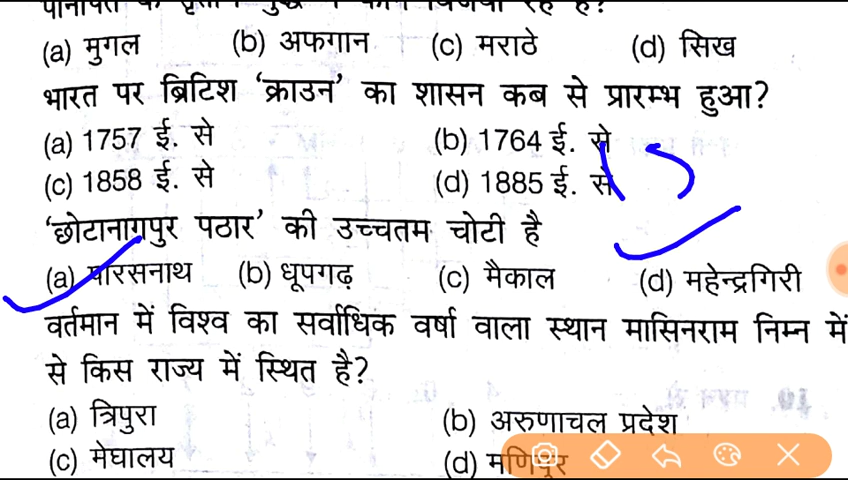 (a) मुगल (b) अफगान (c) मराठे (d) सिख
भारत पर ब्रिटिश ‘क्राउन’ का शासन कब से प्रारम्भ हुआ?
(a) 1757 ई. से (b) 1764 ई. से
(c) 1858 ई. से (d) 1885 ई. से
‘छोटानागपुर पठार’ की उच्चतम चोटी है
(a) पारसनाथ (b) धूपगढ़ (c) मैकाल (d) महेन्द्रगिरी
वर्तमान में विश्व का सर्वाधिक वर्षा वाला स्थान मासिनराम निम्न में
से किस राज्य में स्थित है?
(a) त्रिपुरा (b) अरुणाचल प्रदेश
(c) मेघालय (d) मणिपुर